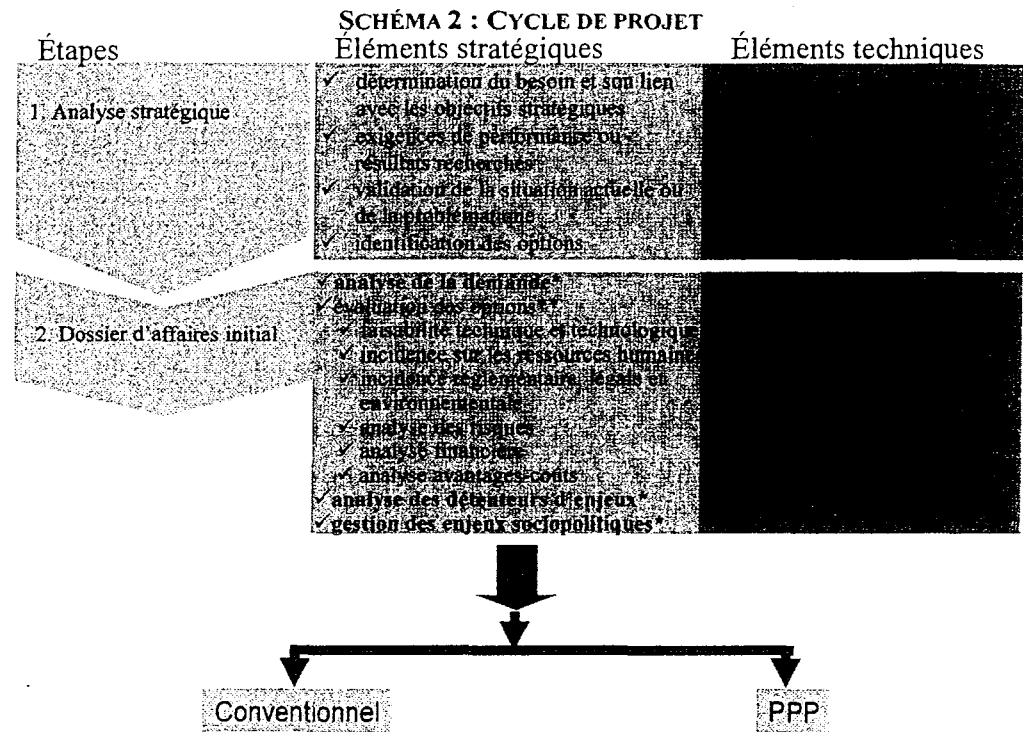 SCHÉMA 2 : CYCLE DE PROJET
Étapes
Éléments stratégiques
Éléments techniques
1. Analyse stratégique
✓ détermination du besoin et son lien
avec les objectifs stratégiques
✓ exigences de performance ou
résultats recherchés
✓ validation de la situation actuelle ou
de la problématique
✓ identification des options
2. Dossier d'affaires initial
✓ analyse de la demande*
✓ évaluation des options**
✓ faisabilité technique et technologique
✓ incidence sur les ressources humaines
✓ incidence réglementaire, légale et
environnementale
✓ analyse des risques
✓ analyse financière
✓ analyse avantages-coûts
✓ analyse des détenteurs d'enjeux*
✓ gestion des enjeux sociopolitiques*
Conventionnel
PPP